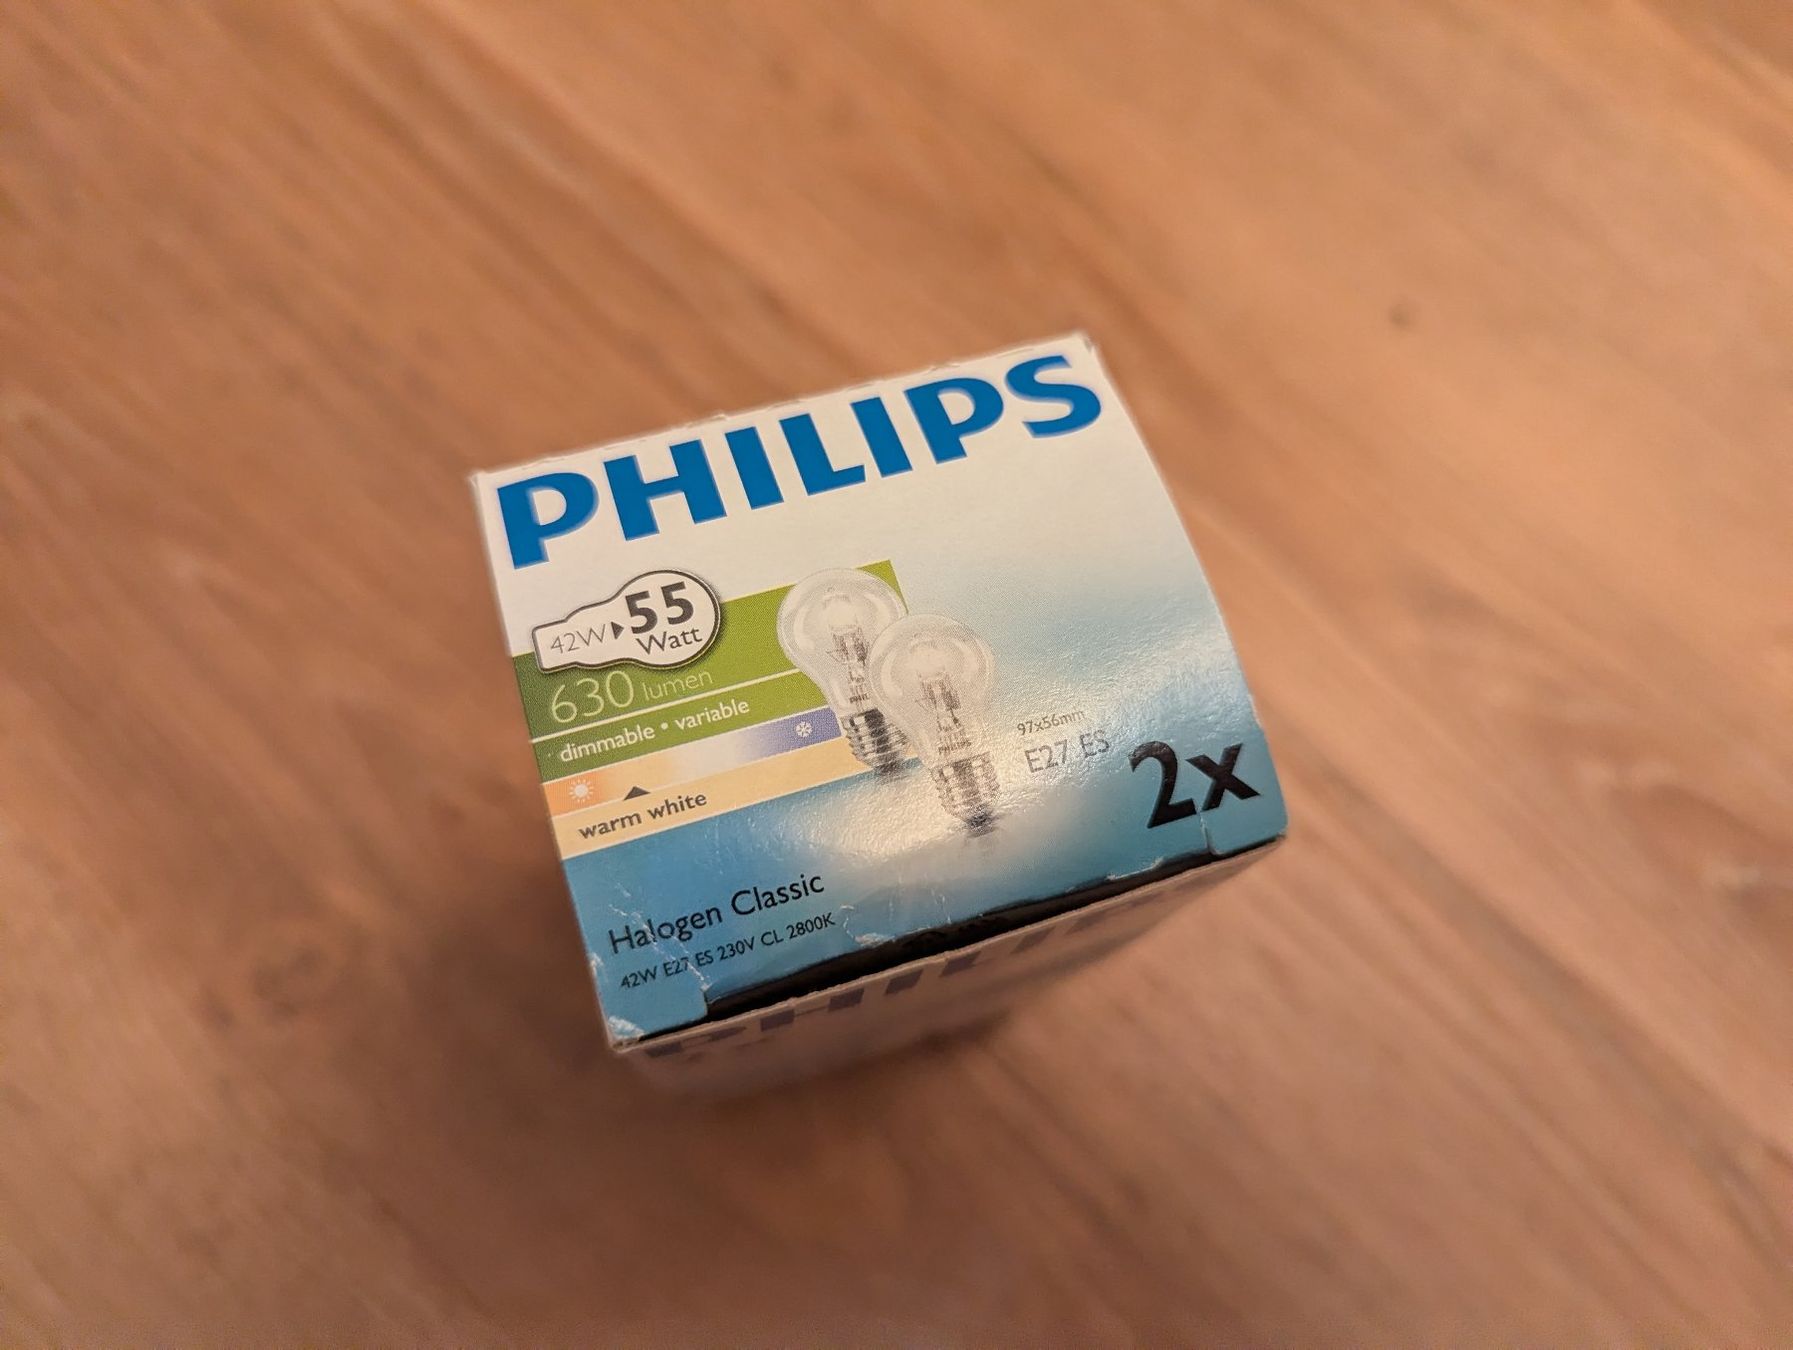 PHILIPS
42W 55
Watt
630 lumen
dimmable • variable
warm white
97x56mm
E27 ES
2x
Halogen Classic
42W E27 ES 230V CL 2800K
PHILIPS